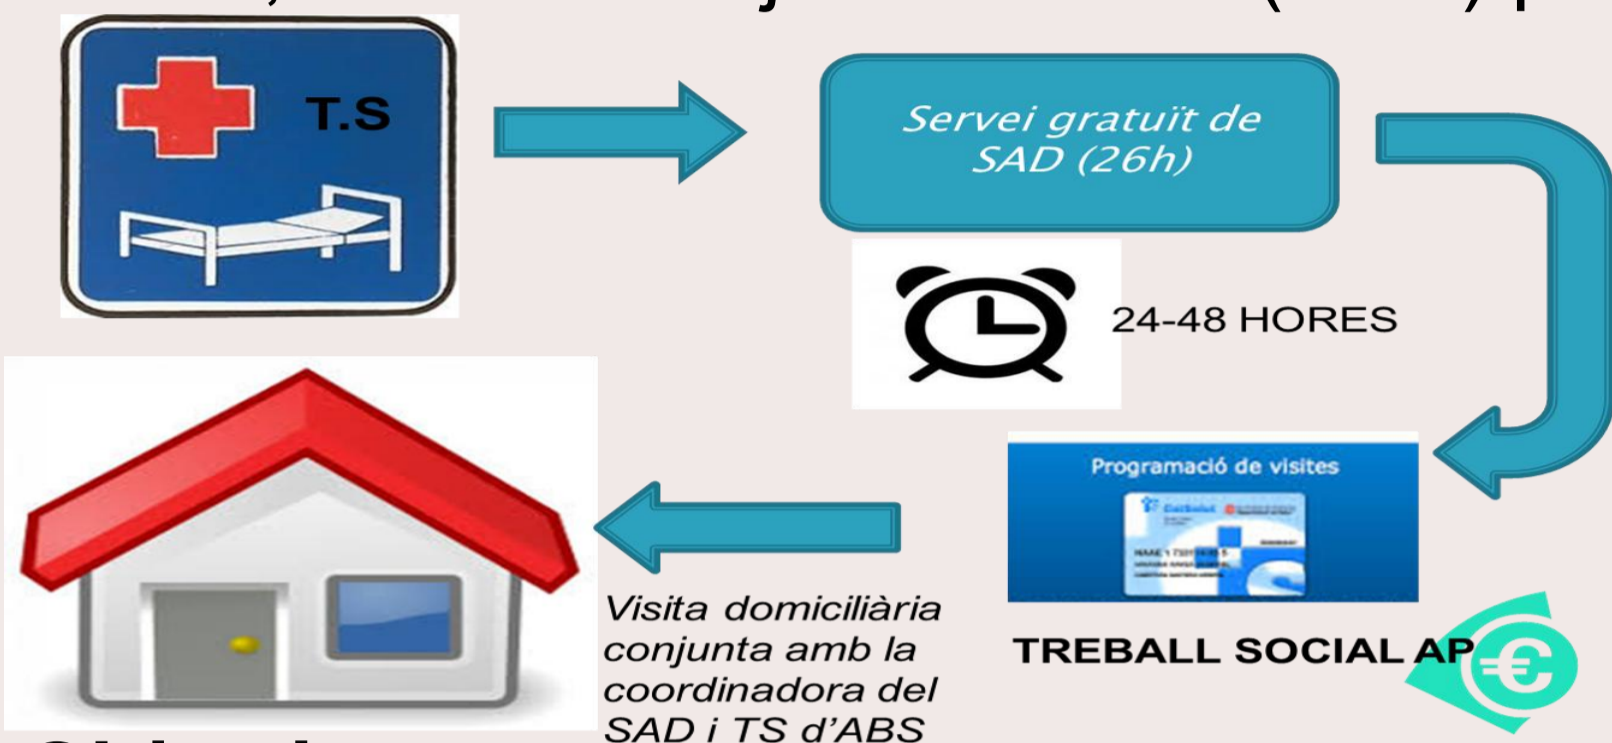 T.S
Servei gratuït de
SAD (26h)
24-48 HORES
Programació de visites
CatSalut
TREBALL SOCIAL AP
€
Visita domiciliària
conjunta amb la
coordinadora del
SAD i TS d’ABS